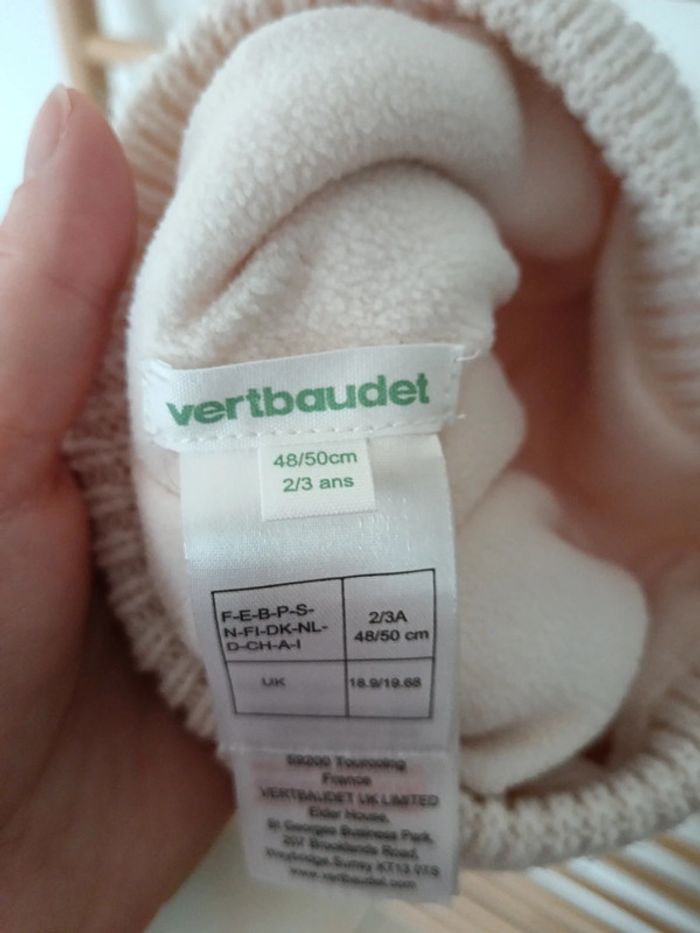 vertbaudet
48/50cm
2/3 ans
F-E-B-P-S-
N-FI-DK-NL-
D-CH-A-I
2/3A
48/50 cm
UK
18.9/19.68
59200 Tourcoing
France
VERTBAUDET UK LIMITED
Elder House,
St Georges Business Park,
207 Brooklands Road,
Weybridge, Surrey KT13 0TS
www.vertbaudet.com